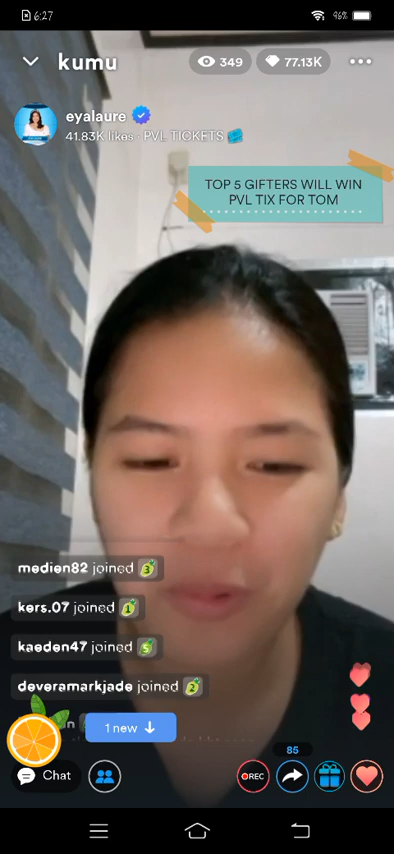 6:27
96%
kumu
349
77.13K
eyalaure
41.83K likes · PVL TICKETS
TOP 5 GIFTERS WILL WIN
PVL TIX FOR TOM
medien82 joined 3
kers.07 joined 1
kaeden47 joined 5
deveramarkjade joined 2
1 new
85
Chat
REC